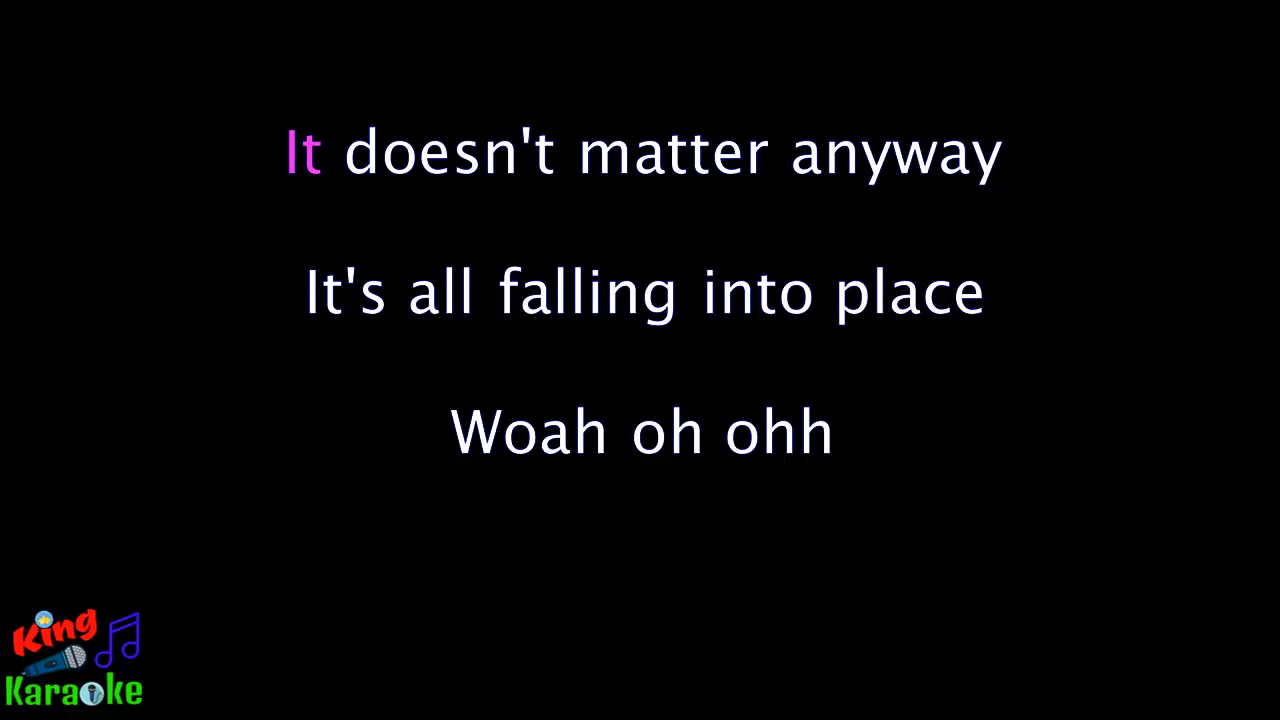 It doesn't matter anyway
It's all falling into place
Woah oh ohh
King
Karaoke